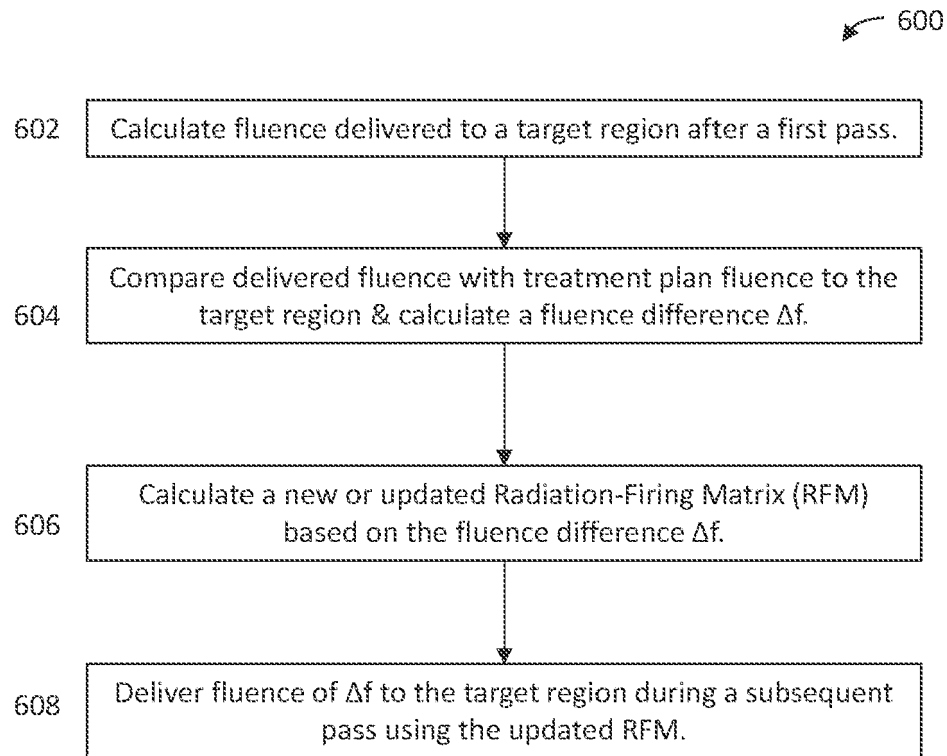 600
602
Calculate fluence delivered to a target region after a first pass.
604
Compare delivered fluence with treatment plan fluence to the
target region & calculate a fluence difference Δf.
606
Calculate a new or updated Radiation-Firing Matrix (RFM)
based on the fluence difference Δf.
608
Deliver fluence of Δf to the target region during a subsequent
pass using the updated RFM.